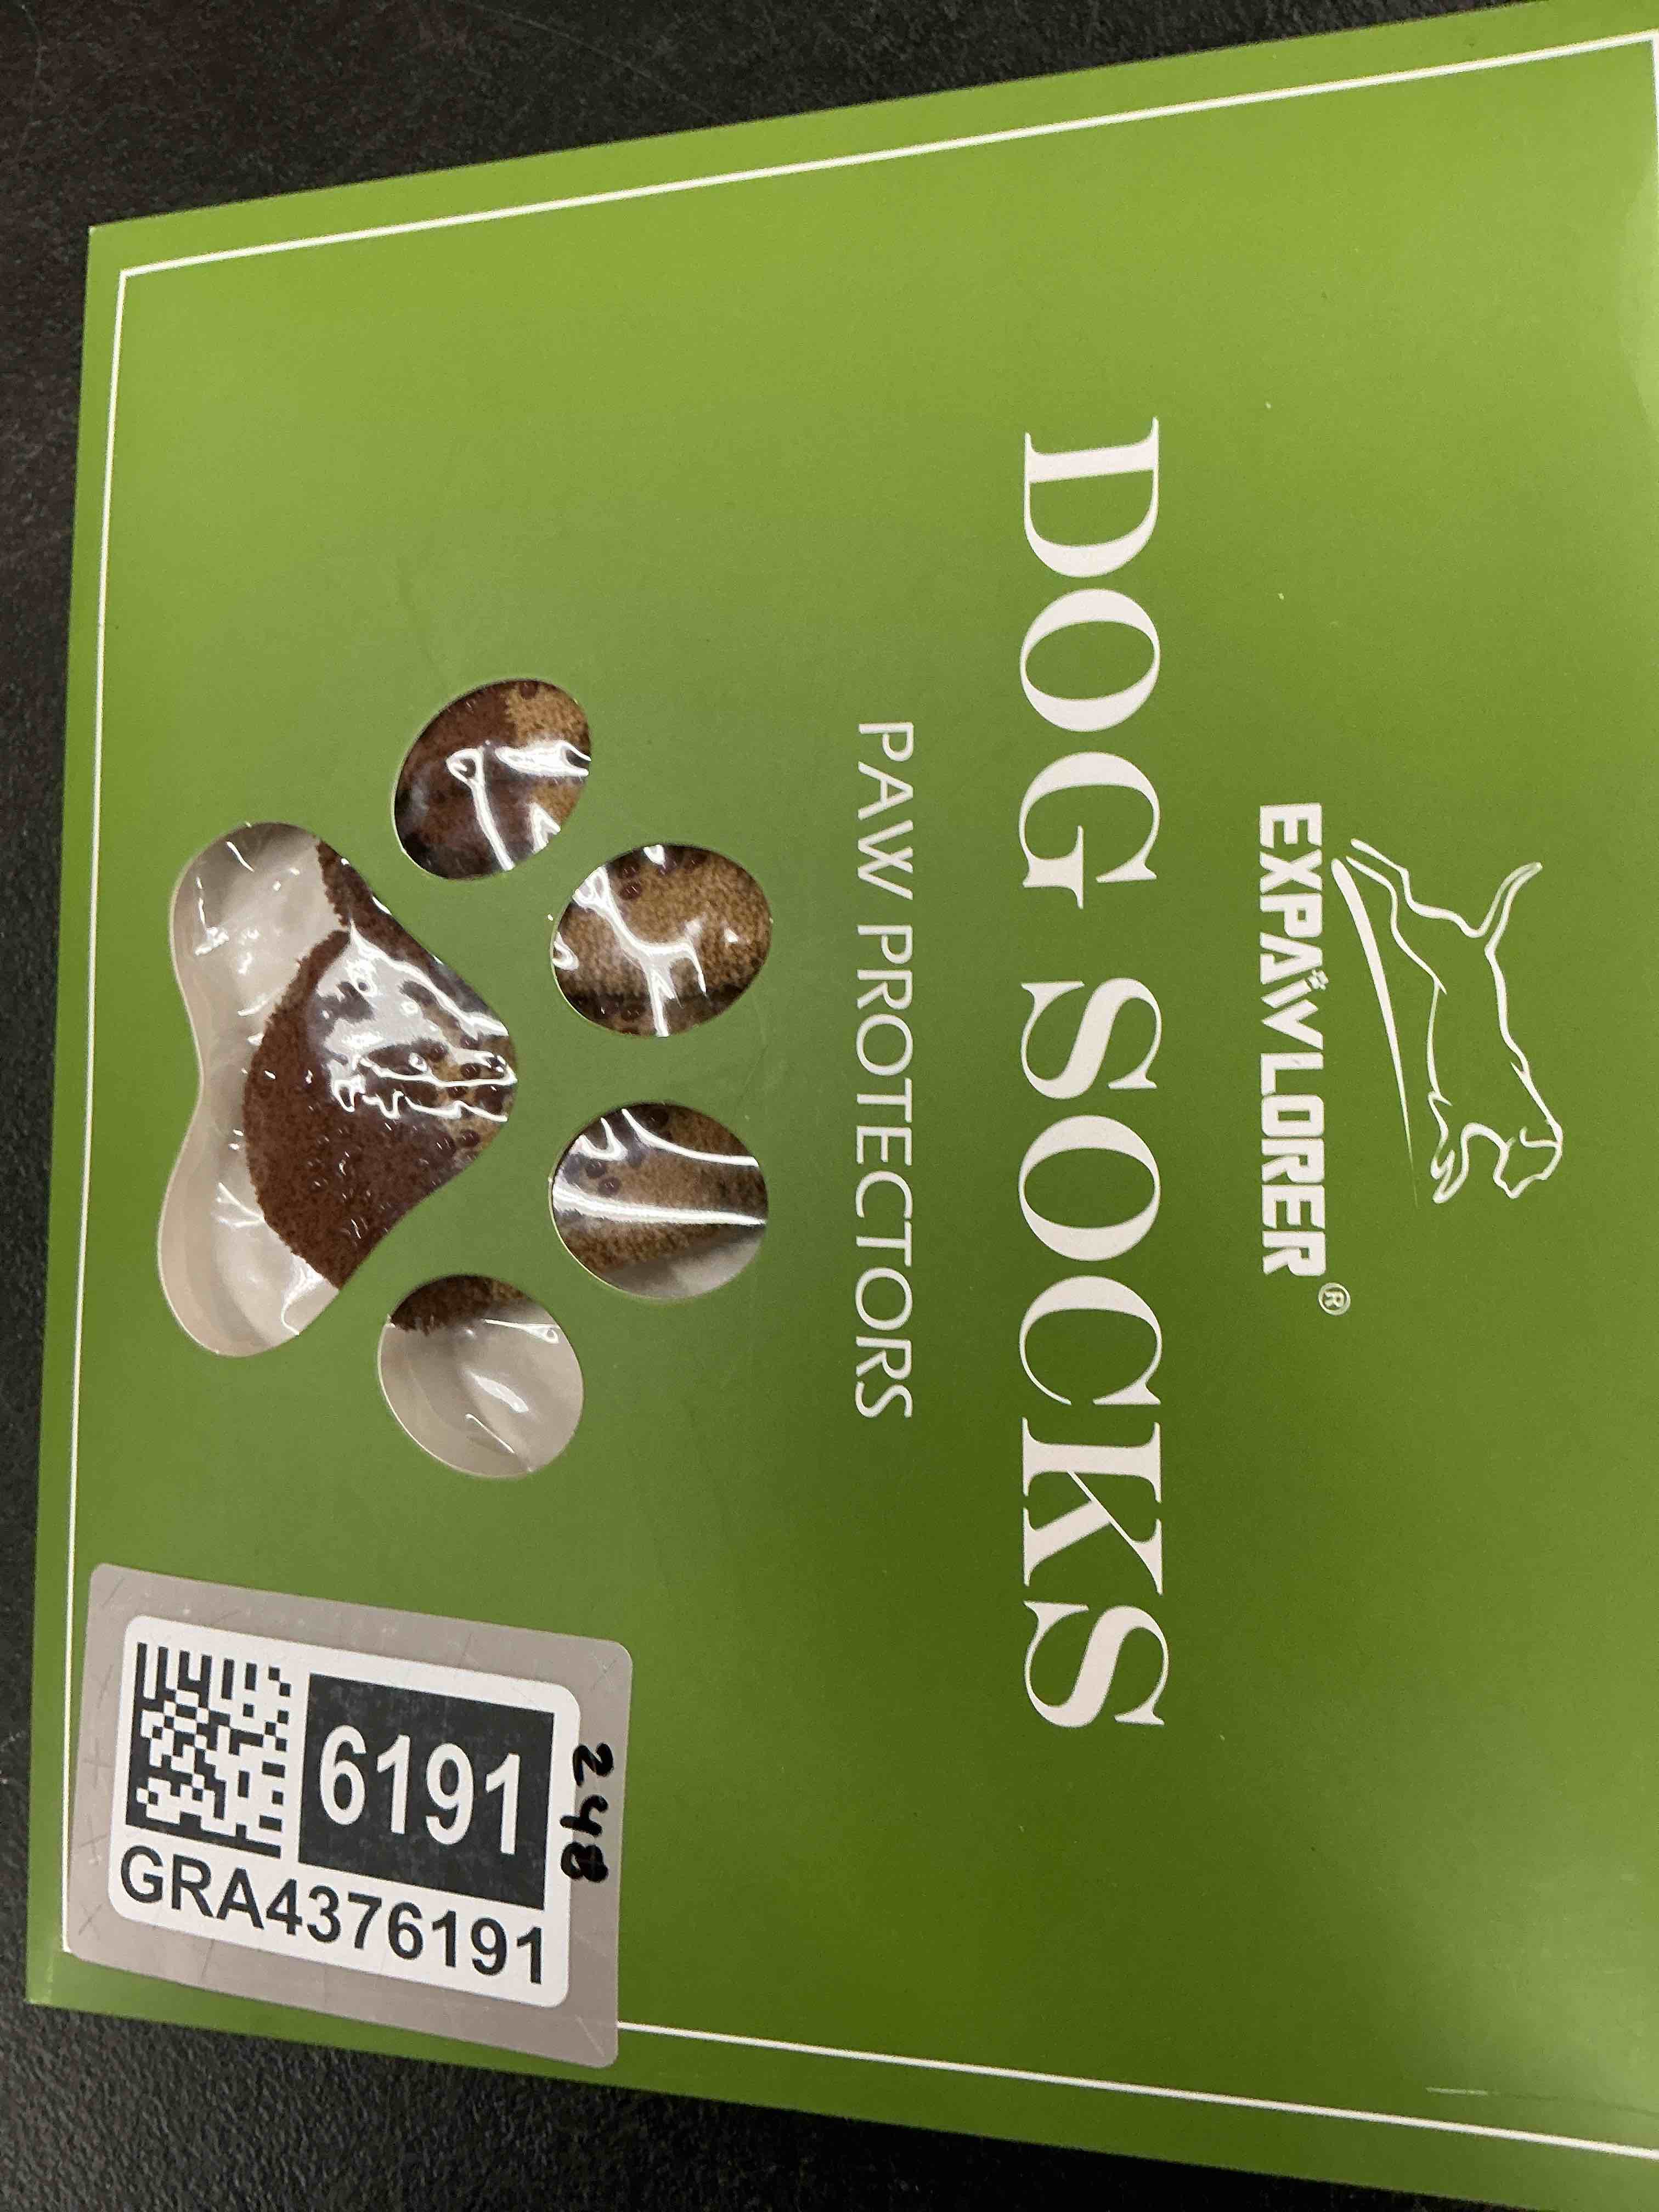 EXPAWLORER®
DOG SOCKS
PAW PROTECTORS
248
6191
GRA4376191